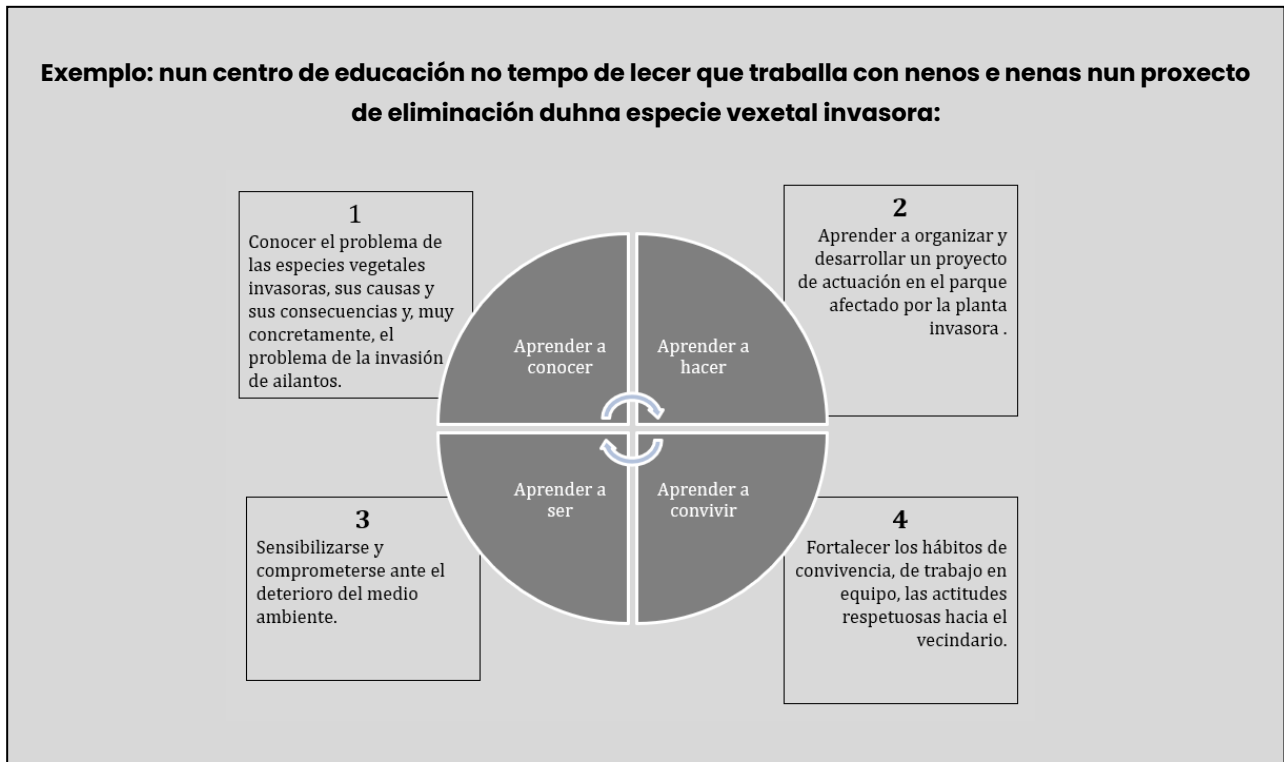 Exemplo: nun centro de educación no tempo de lecer que traballa con nenos e nenas nun proxecto
de eliminación duhna especie vexetal invasora:
1
Conocer el problema de
las especies vegetales
invasoras, sus causas y
sus consecuencias y, muy
concretamente, el
problema de la invasión
de ailantos.
2
Aprender a organizar y
desarrollar un proyecto
de actuación en el parque
afectado por la planta
invasora .
Aprender a
conocer
Aprender a
hacer
Aprender a
ser
Aprender a
convivir
3
Sensibilizarse y
comprometerse ante el
deterioro del medio
ambiente.
4
Fortalecer los hábitos de
convivencia, de trabajo en
equipo, las actitudes
respetuosas hacia el
vecindario.